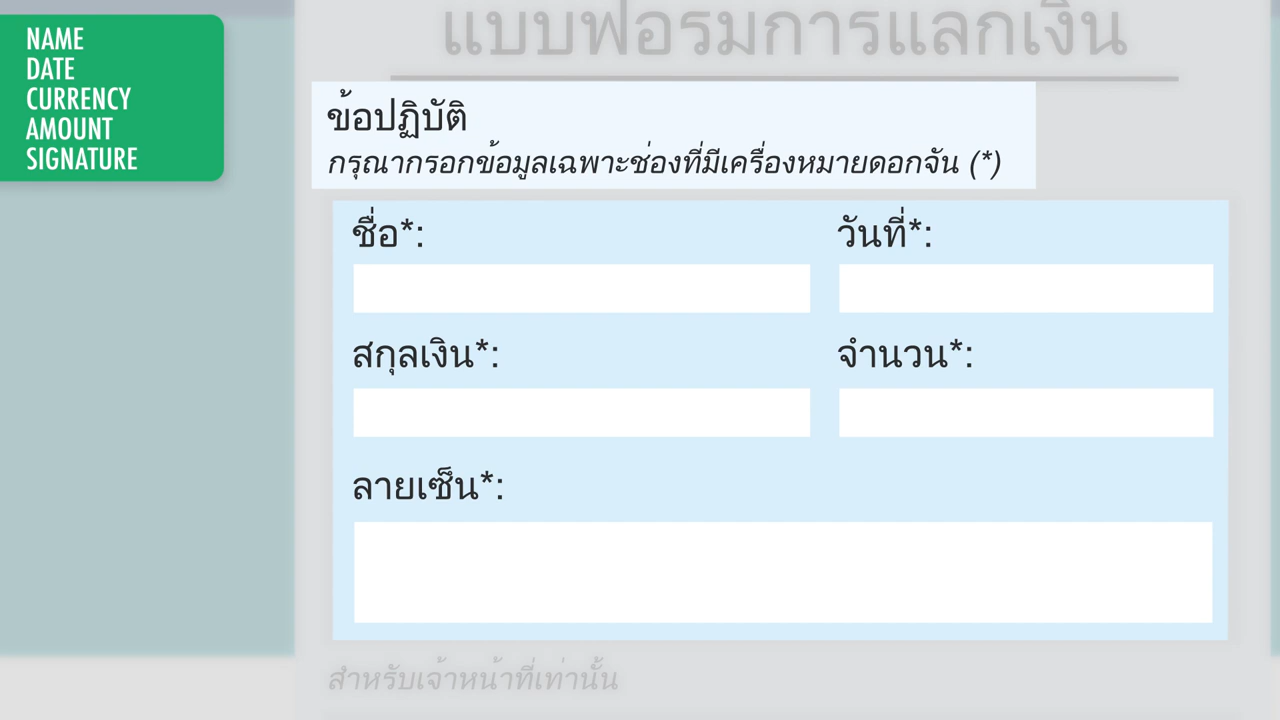 NAME
DATE
CURRENCY
AMOUNT
SIGNATURE
แบบฟอรมการแลกเงิน
ข้อปฏิบัติ
กรุณากรอกข้อมูลเฉพาะช่องที่มีเครื่องหมายดอกจัน (*)
ชื่อ*: วันที่*:
สกุลเงิน*: จำนวน*:
ลายเซ็น*:
สำหรับเจ้าหน้าที่เท่านั้น